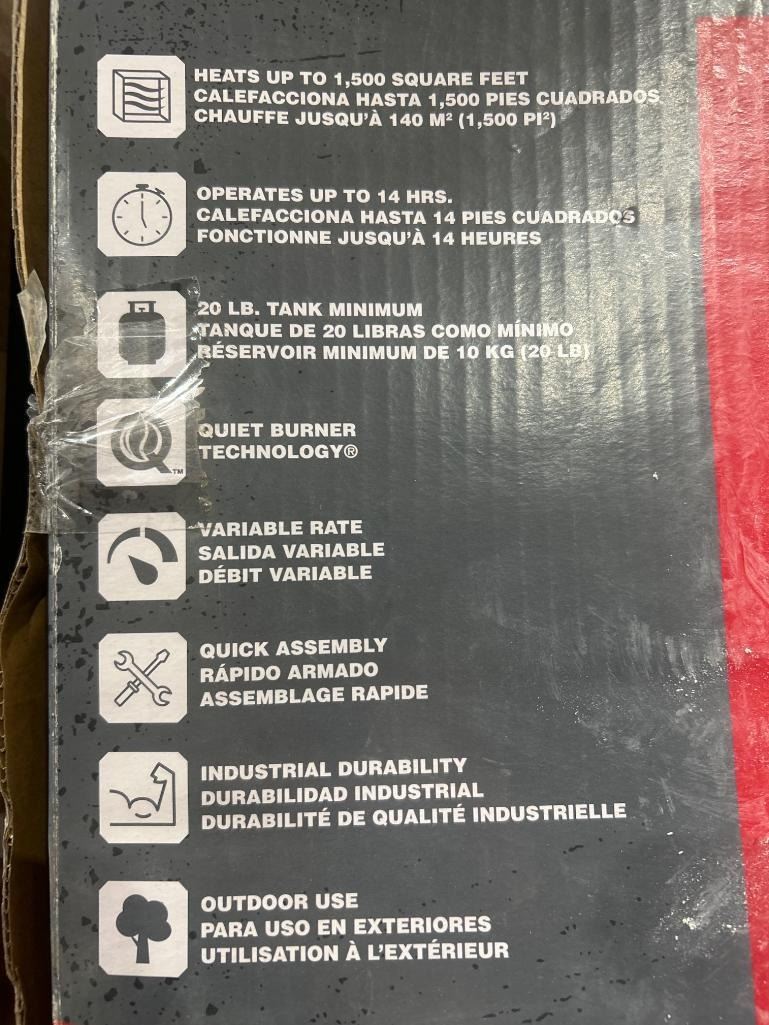 HEATS UP TO 1,500 SQUARE FEET
CALEFACCIONA HASTA 1,500 PIES CUADRADOS
CHAUFFE JUSQU'À 140 M² (1,500 PI²)
OPERATES UP TO 14 HRS.
CALEFACCIONA HASTA 14 PIES CUADRADOS
FONCTIONNE JUSQU'À 14 HEURES
20 LB. TANK MINIMUM
TANQUE DE 20 LIBRAS COMO MÍNIMO
RÉSERVOIR MINIMUM DE 10 KG (20 LB)
QUIET BURNER
TECHNOLOGY®
Q™
VARIABLE RATE
SALIDA VARIABLE
DÉBIT VARIABLE
QUICK ASSEMBLY
RÁPIDO ARMADO
ASSEMBLAGE RAPIDE
INDUSTRIAL DURABILITY
DURABILIDAD INDUSTRIAL
DURABILITÉ DE QUALITÉ INDUSTRIELLE
OUTDOOR USE
PARA USO EN EXTERIORES
UTILISATION À L'EXTÉRIEUR